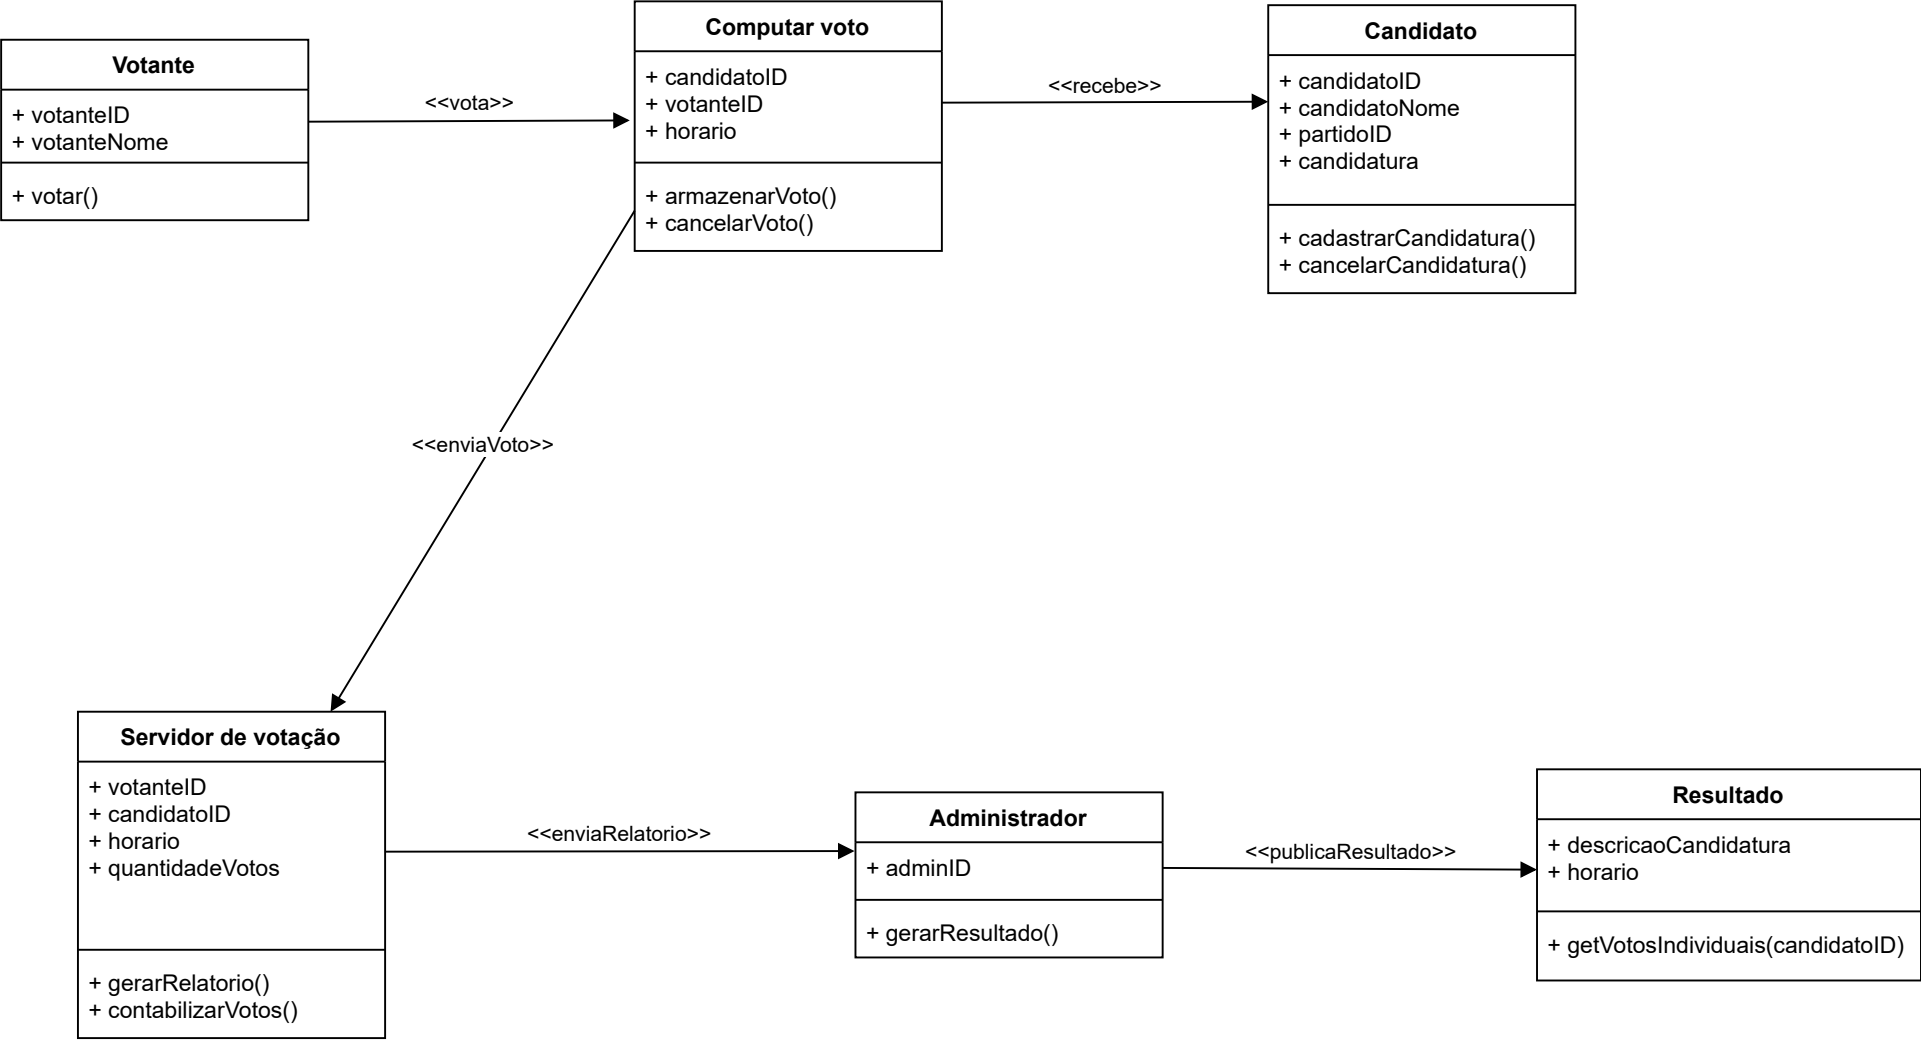 Votante
+ votanteID
+ votanteNome
+ votar()
<<vota>>
Computar voto
+ candidatoID
+ votanteID
+ horario
+ armazenarVoto()
+ cancelarVoto()
<<recebe>>
Candidato
+ candidatoID
+ candidatoNome
+ partidoID
+ candidatura
+ cadastrarCandidatura()
+ cancelarCandidatura()
<<enviaVoto>>
Servidor de votação
+ votanteID
+ candidatoID
+ horario
+ quantidadeVotos
+ gerarRelatorio()
+ contabilizarVotos()
<<enviaRelatorio>>
Administrador
+ adminID
+ gerarResultado()
<<publicaResultado>>
Resultado
+ descricaoCandidatura
+ horario
+ getVotosIndividuais(candidatoID)